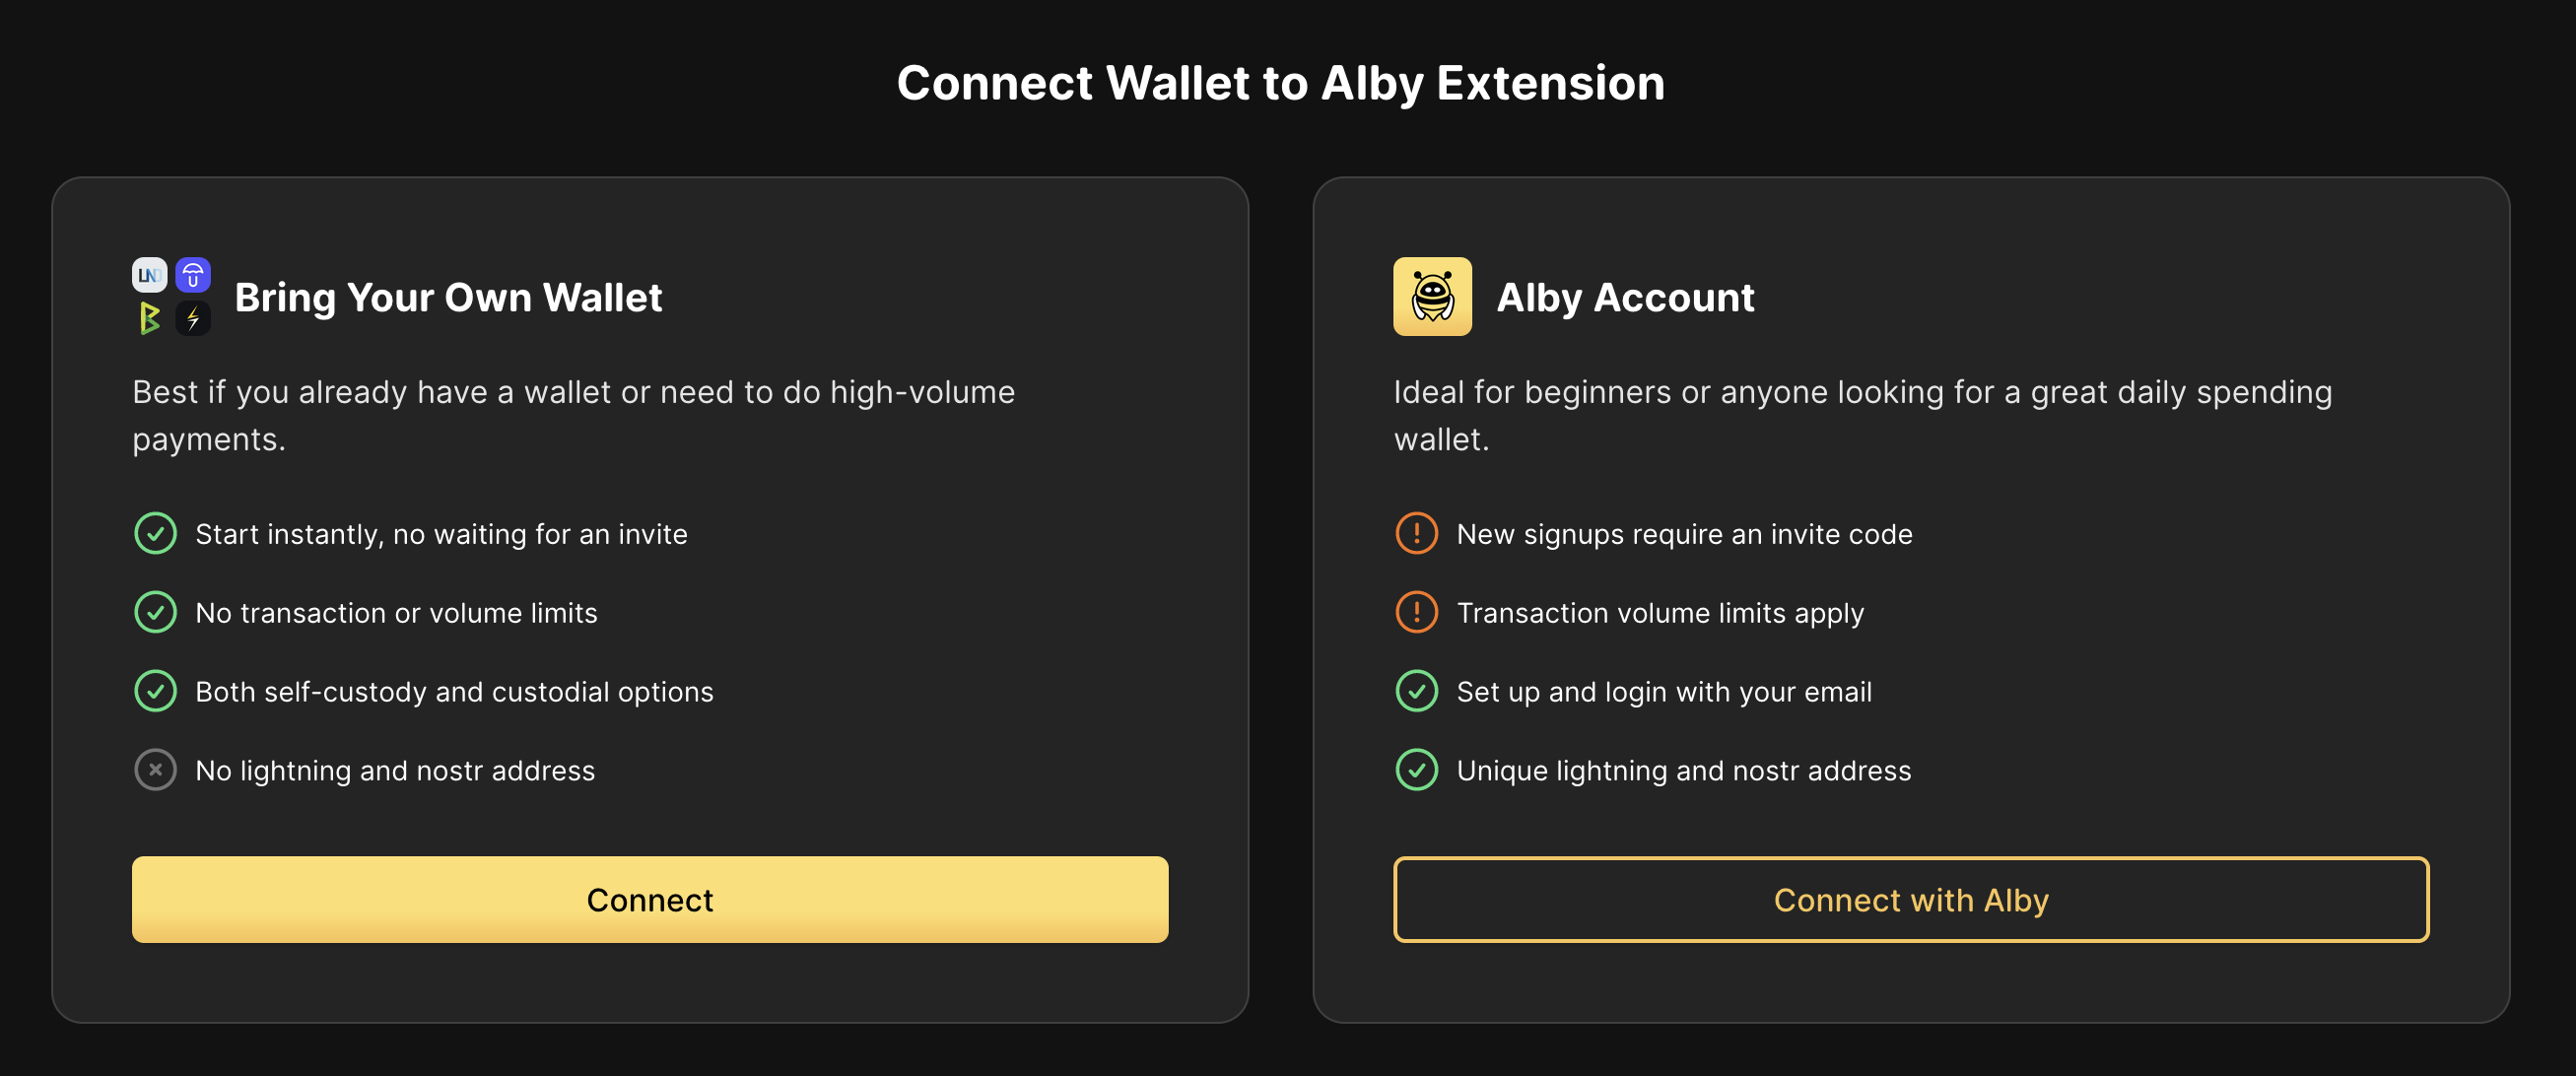 Connect Wallet to Alby Extension
LND
Bring Your Own Wallet
Best if you already have a wallet or need to do high-volume
payments.
Start instantly, no waiting for an invite
No transaction or volume limits
Both self-custody and custodial options
No lightning and nostr address
Connect
Alby Account
Ideal for beginners or anyone looking for a great daily spending
wallet.
New signups require an invite code
Transaction volume limits apply
Set up and login with your email
Unique lightning and nostr address
Connect with Alby